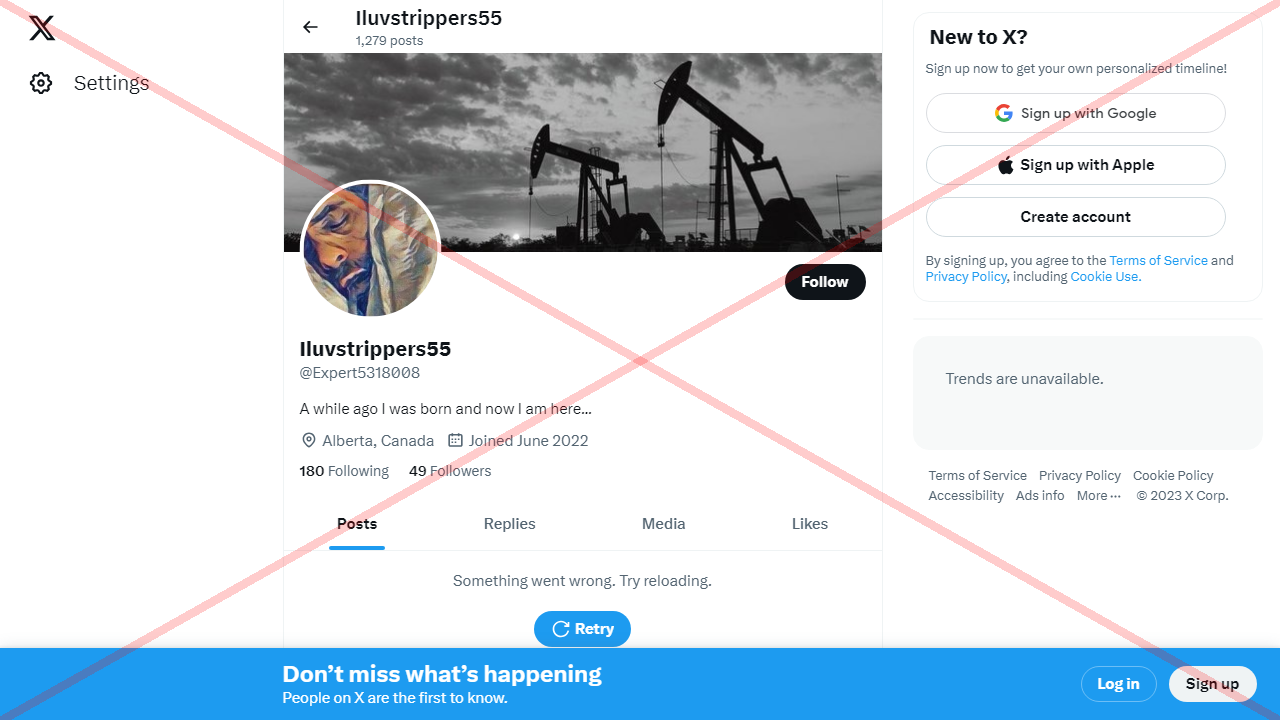 Settings
Iluvstrippers55
1,279 posts
Follow
Iluvstrippers55
@Expert5318008
A while ago I was born and now I am here...
Alberta, Canada Joined June 2022
180 Following 49 Followers
Posts Replies Media Likes
Something went wrong. Try reloading.
Retry
New to X?
Sign up now to get your own personalized timeline!
Sign up with Google
Sign up with Apple
Create account
By signing up, you agree to the Terms of Service and
Privacy Policy, including Cookie Use.
Trends are unavailable.
Terms of Service Privacy Policy Cookie Policy
Accessibility Ads info More ··· © 2023 X Corp.
Don’t miss what’s happening
People on X are the first to know.
Log in Sign up